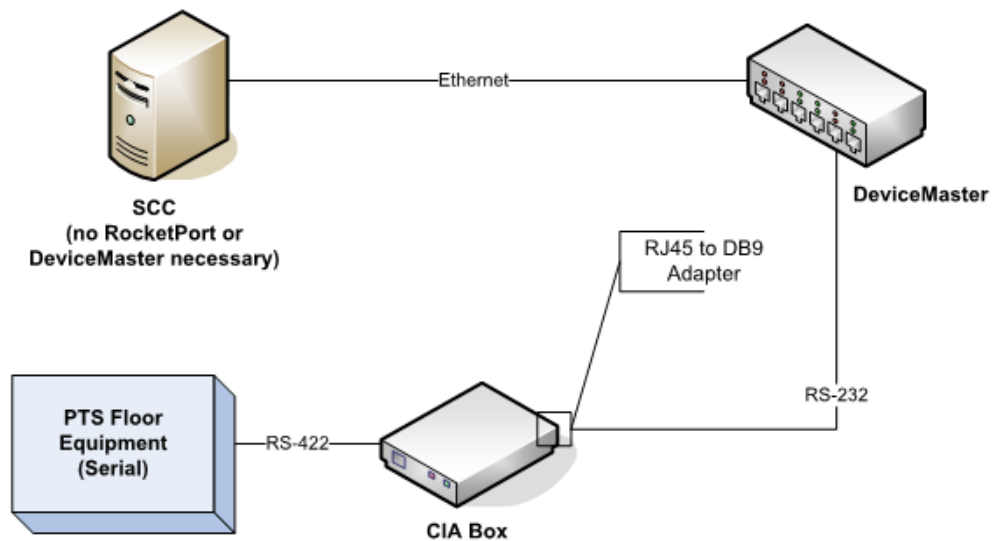 Ethernet
SCC
(no RocketPort or
DeviceMaster necessary)
DeviceMaster
RJ45 to DB9
Adapter
RS-232
PTS Floor
Equipment
(Serial)
RS-422
CIA Box